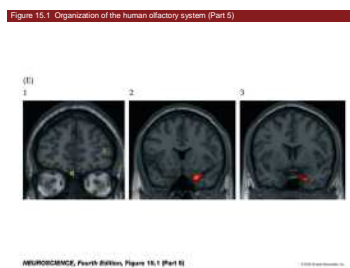 Figure 15.1 Organization of the human olfactory system (Part 5)
(E)
1 2 3
NEUROSCIENCE, Fourth Edition, Figure 15.1 (Part 5)